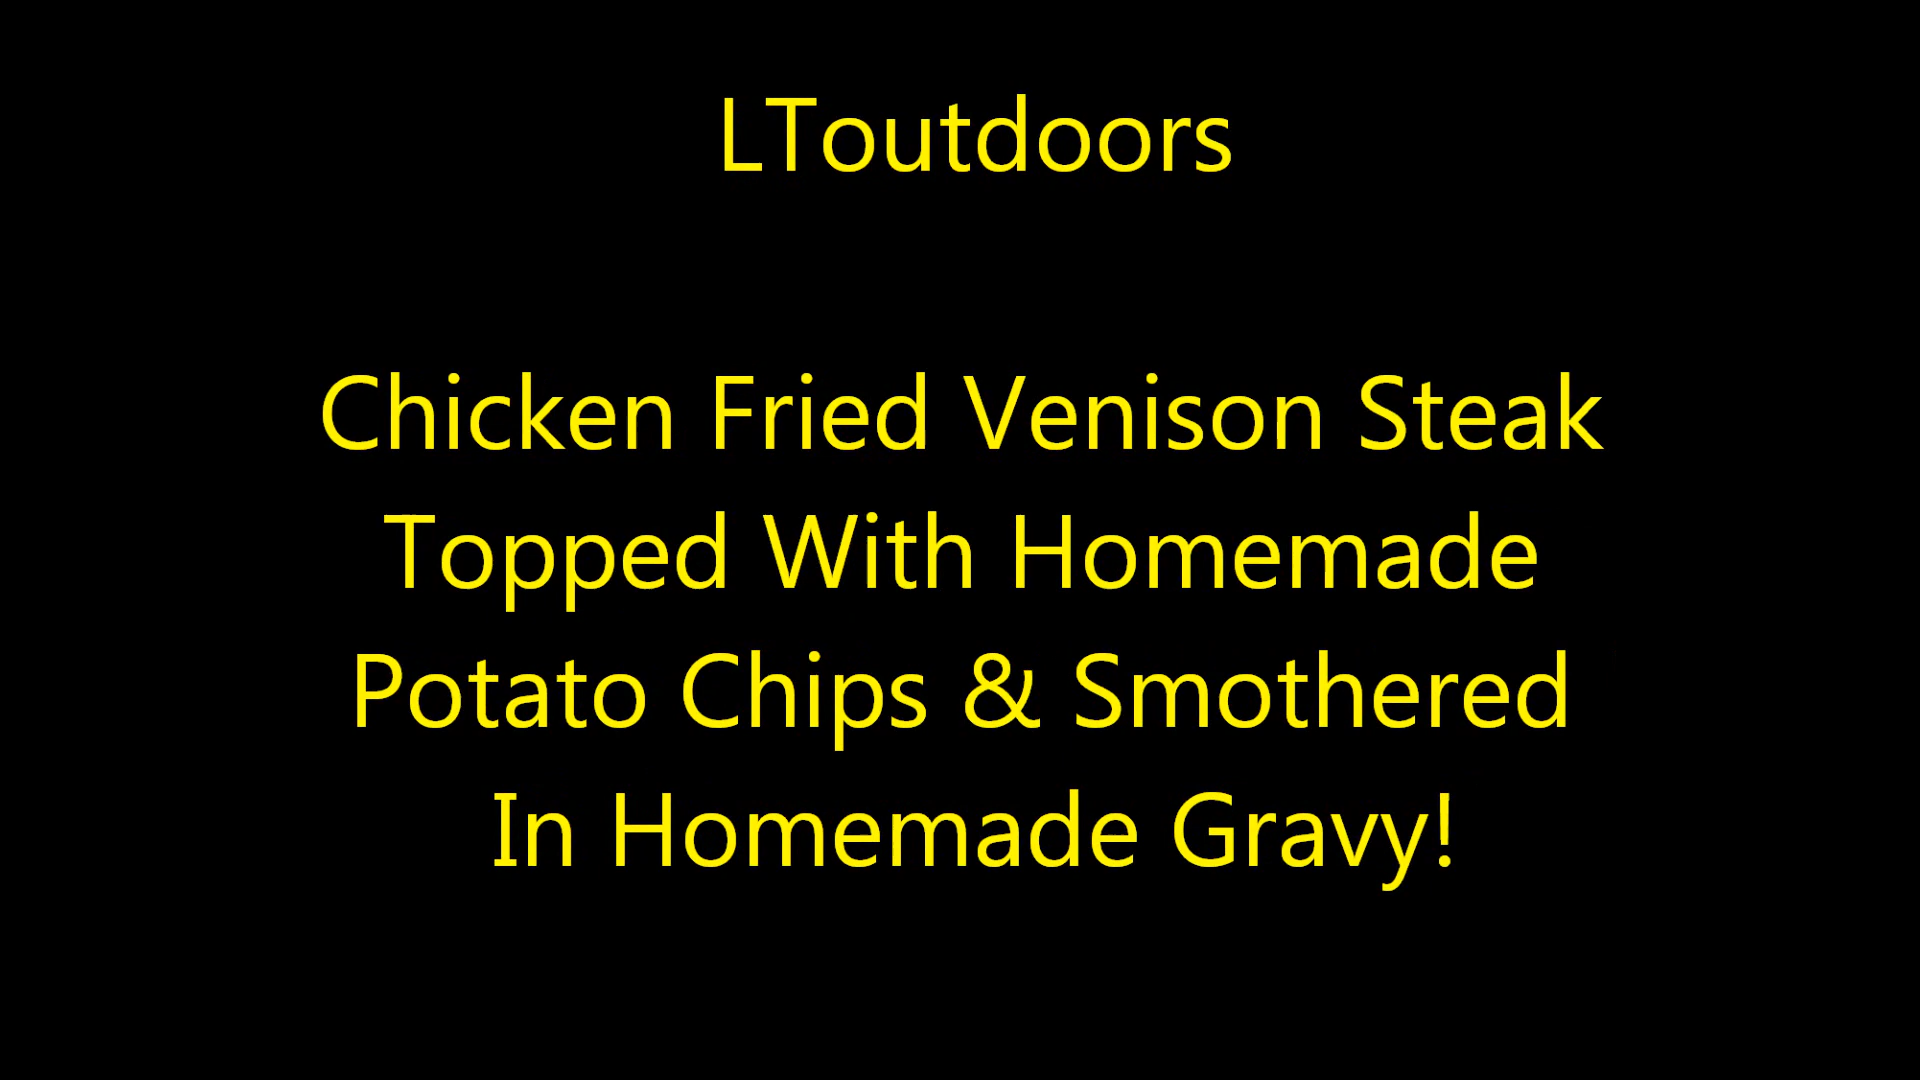 LToutdoors
Chicken Fried Venison Steak
Topped With Homemade
Potato Chips & Smothered
In Homemade Gravy!